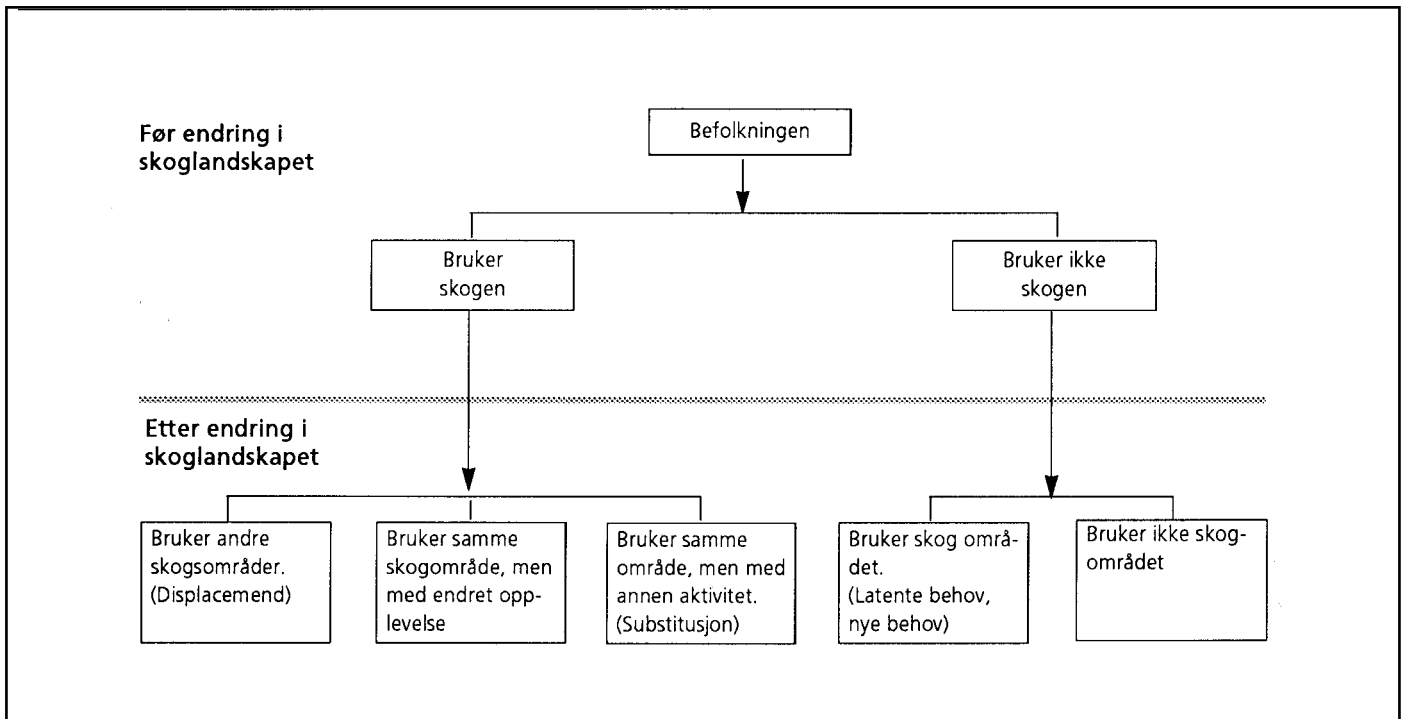 Før endring i
skoglandskapet
Befolkningen
Bruker
skogen
Bruker ikke
skogen
Etter endring i
skoglandskapet
Bruker andre
skogsområder.
(Displacemend)
Bruker samme
skogområde, men
med endret opp-
levelse
Bruker samme
område, men med
annen aktivitet.
(Substitusjon)
Bruker skog områ-
det.
(Latente behov,
nye behov)
Bruker ikke skog-
området